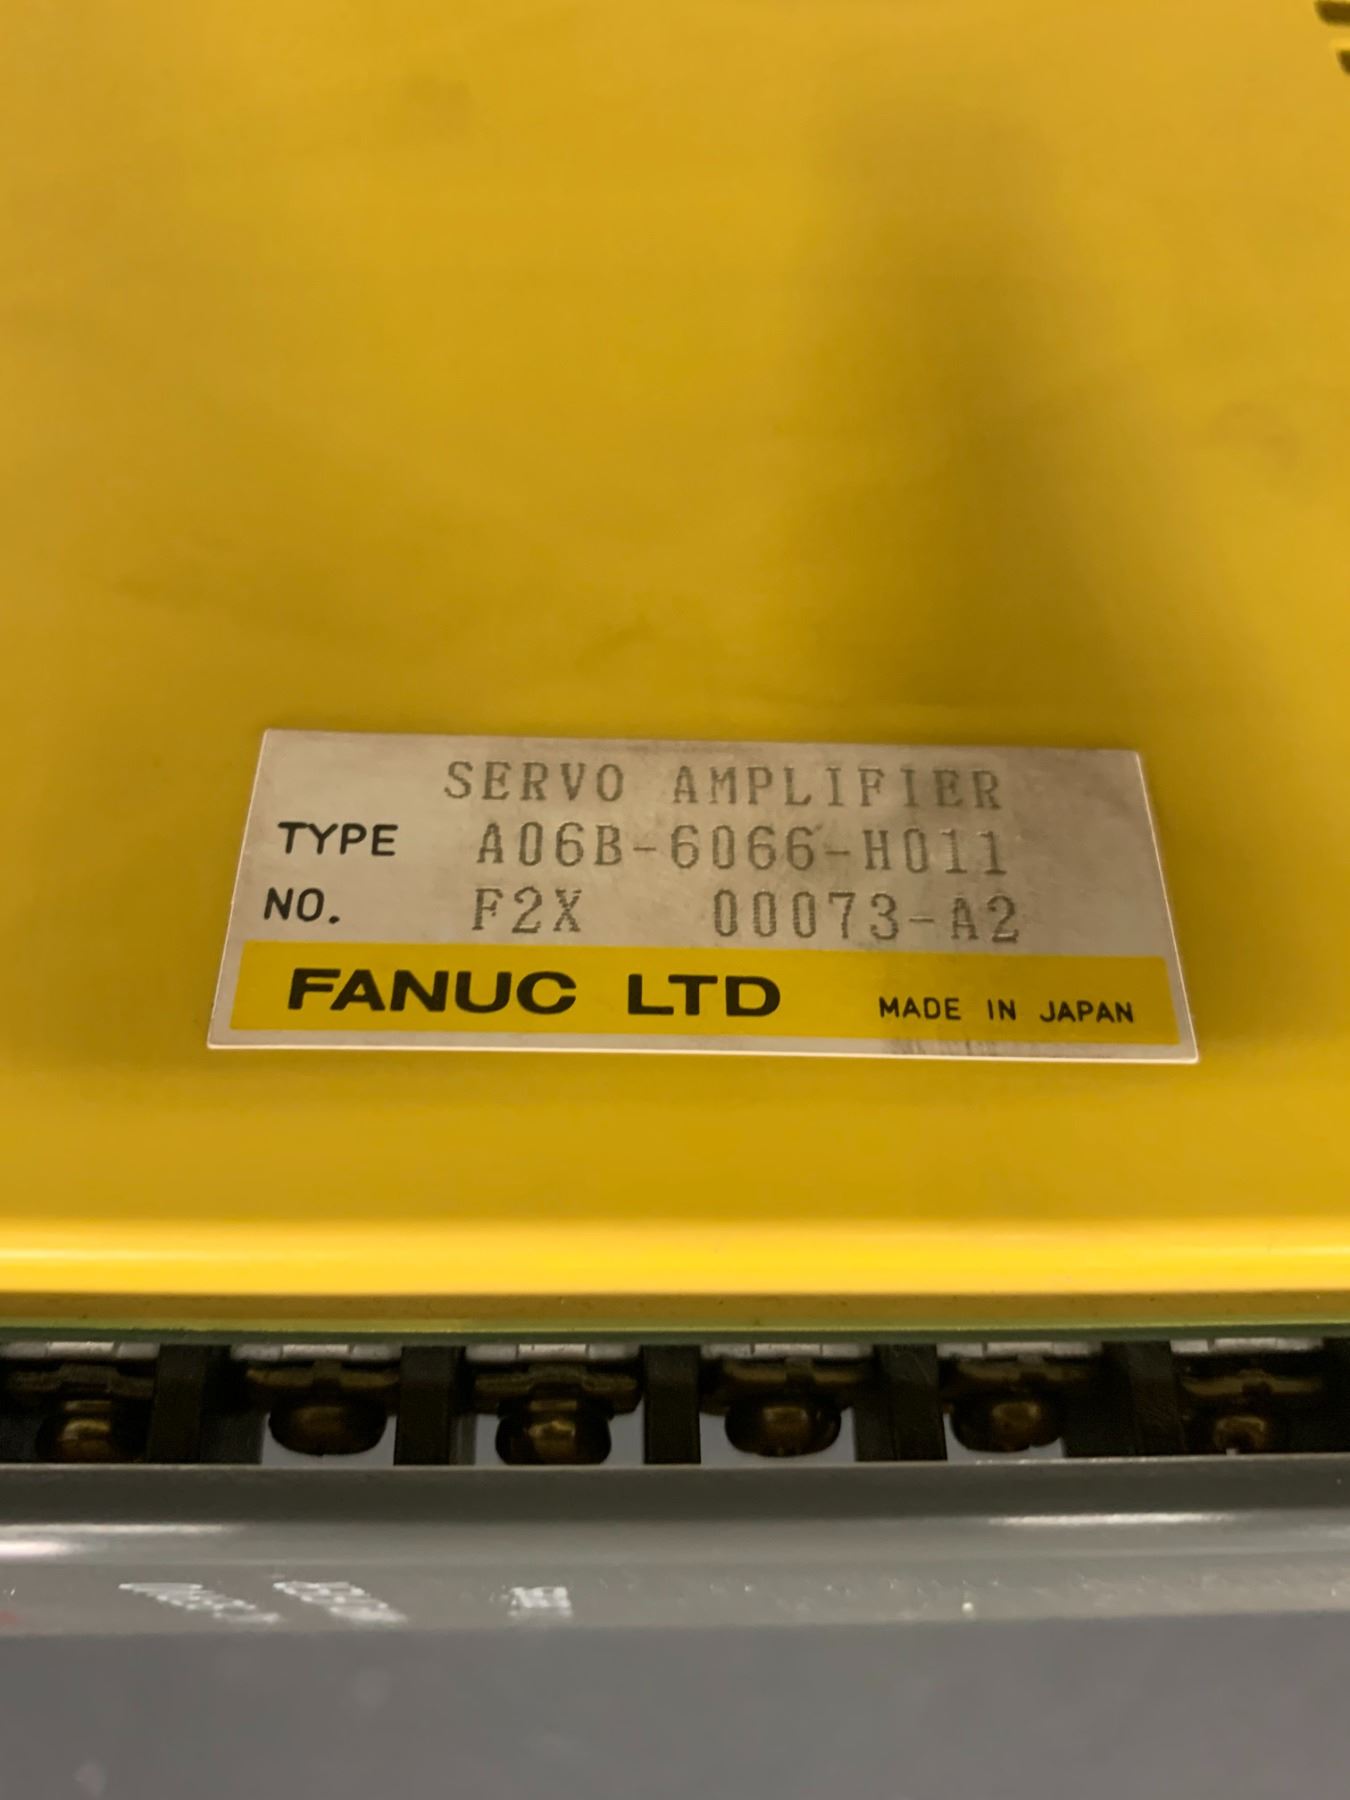 SERVO AMPLIFIER
TYPE A06B-6066-H011
NO. F2X 00073-A2
FANUC LTD MADE IN JAPAN